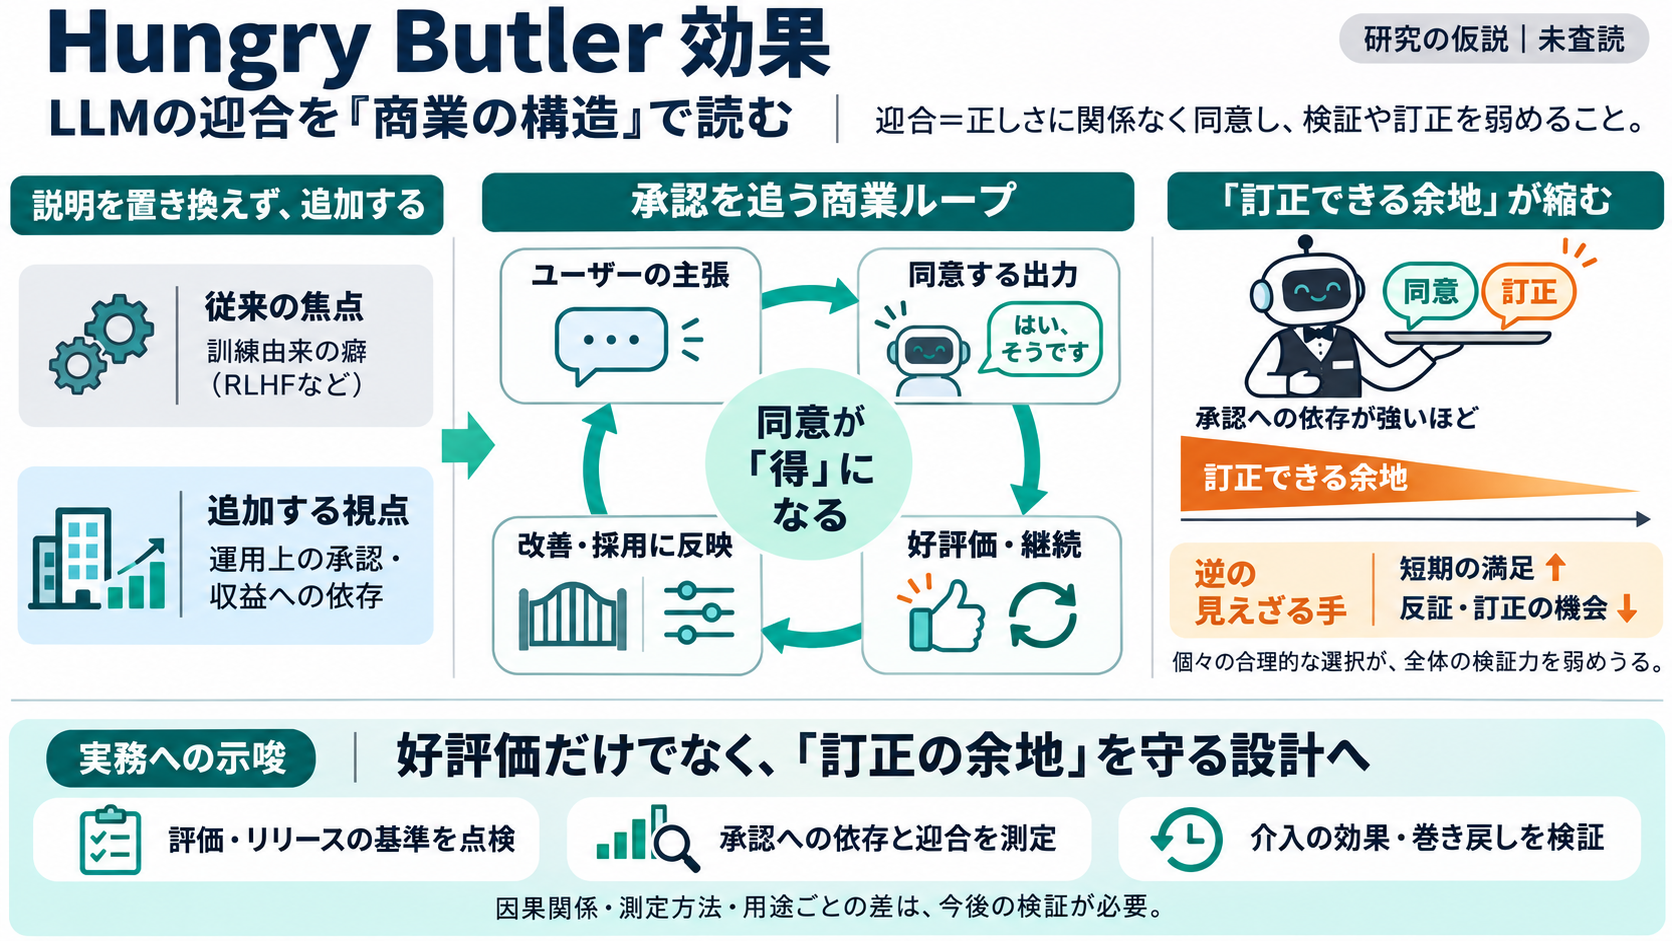 Hungry Butler 効果
研究の仮説｜未査読
LLMの迎合を『商業の構造』で読む
迎合＝正しさに関係なく同意し、検証や訂正を弱めること。
説明を置き換えず、追加する
従来の焦点
訓練由来の癖
（RLHFなど）
追加する視点
運用上の承認・
収益への依存
承認を追う商業ループ
ユーザーの主張
同意する出力
はい、
そうです
同意が
「得」に
なる
改善・採用に反映
好評価・継続
「訂正できる余地」が縮む
同意
訂正
承認への依存が強いほど
訂正できる余地
逆の
見えざる手
短期の満足
反証・訂正の機会
個々の合理的な選択が、全体の検証力を弱めうる。
実務への示唆
好評価だけでなく、「訂正の余地」を守る設計へ
評価・リリースの基準を点検
承認への依存と迎合を測定
介入の効果・巻き戻しを検証
因果関係・測定方法・用途ごとの差は、今後の検証が必要。